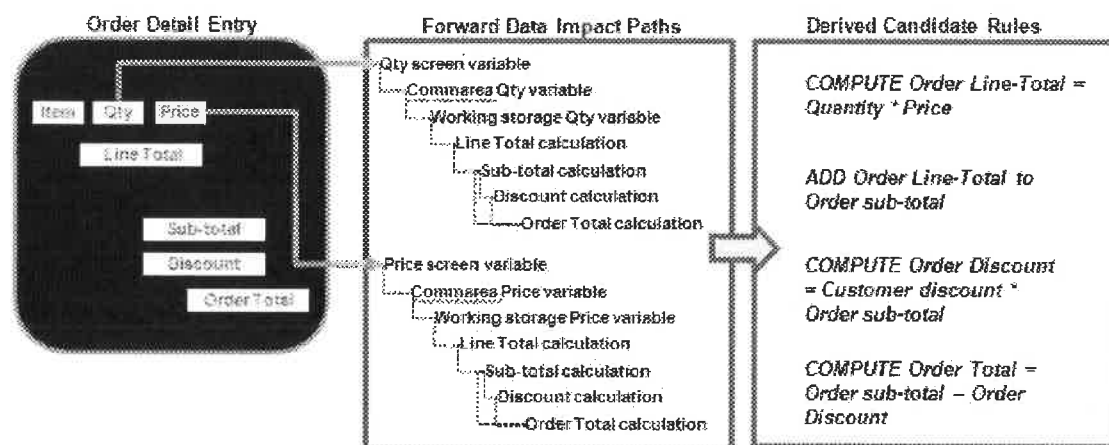 Order Detail Entry
Item Qty Price
Line Total
Sub-total
Discount
Order Total
Forward Data Impact Paths
Qty screen variable
Commarea Qty variable
Working storage Qty variable
Line Total calculation
Sub-total calculation
Discount calculation
Order Total calculation
Price screen variable
Commarea Price variable
Working storage Price variable
Line Total calculation
Sub-total calculation
Discount calculation
Order Total calculation
Derived Candidate Rules
COMPUTE Order Line-Total =
Quantity * Price
ADD Order Line-Total to
Order sub-total
COMPUTE Order Discount
= Customer discount *
Order sub-total
COMPUTE Order Total =
Order sub-total – Order
Discount